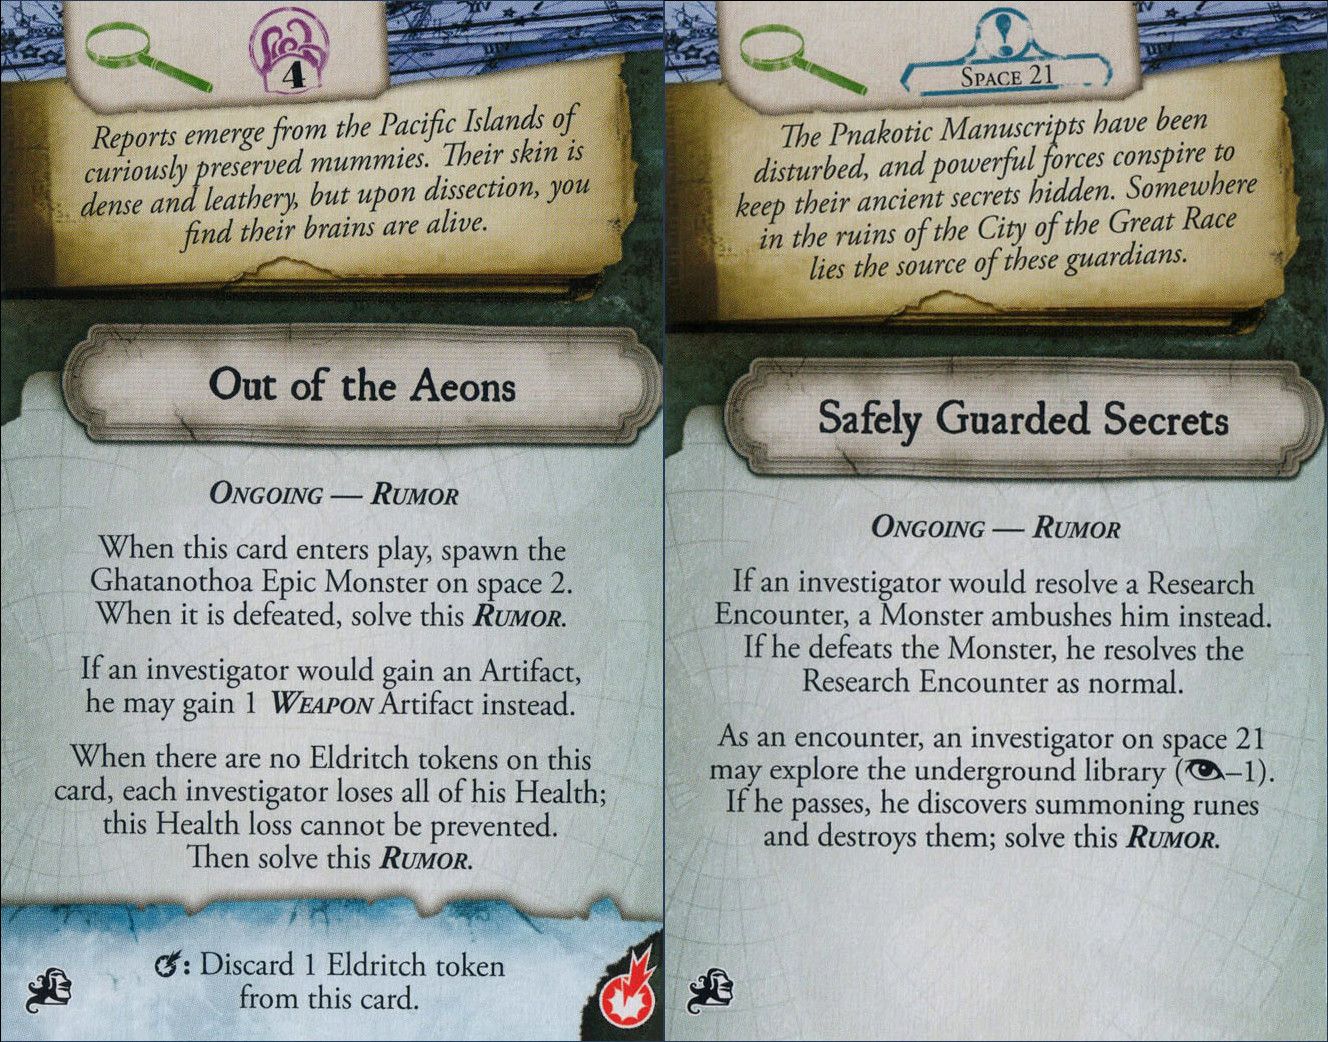 4
Reports emerge from the Pacific Islands of
curiously preserved mummies. Their skin is
dense and leathery, but upon dissection, you
find their brains are alive.
Out of the Aeons
Ongoing — Rumor
When this card enters play, spawn the
Ghatanothoa Epic Monster on space 2.
When it is defeated, solve this Rumor.
If an investigator would gain an Artifact,
he may gain 1 Weapon Artifact instead.
When there are no Eldritch tokens on this
card, each investigator loses all of his Health;
this Health loss cannot be prevented.
Then solve this Rumor.
: Discard 1 Eldritch token
from this card.
Space 21
The Pnakotic Manuscripts have been
disturbed, and powerful forces conspire to
keep their ancient secrets hidden. Somewhere
in the ruins of the City of the Great Race
lies the source of these guardians.
Safely Guarded Secrets
Ongoing — Rumor
If an investigator would resolve a Research
Encounter, a Monster ambushes him instead.
If he defeats the Monster, he resolves the
Research Encounter as normal.
As an encounter, an investigator on space 21
may explore the underground library (–1).
If he passes, he discovers summoning runes
and destroys them; solve this Rumor.